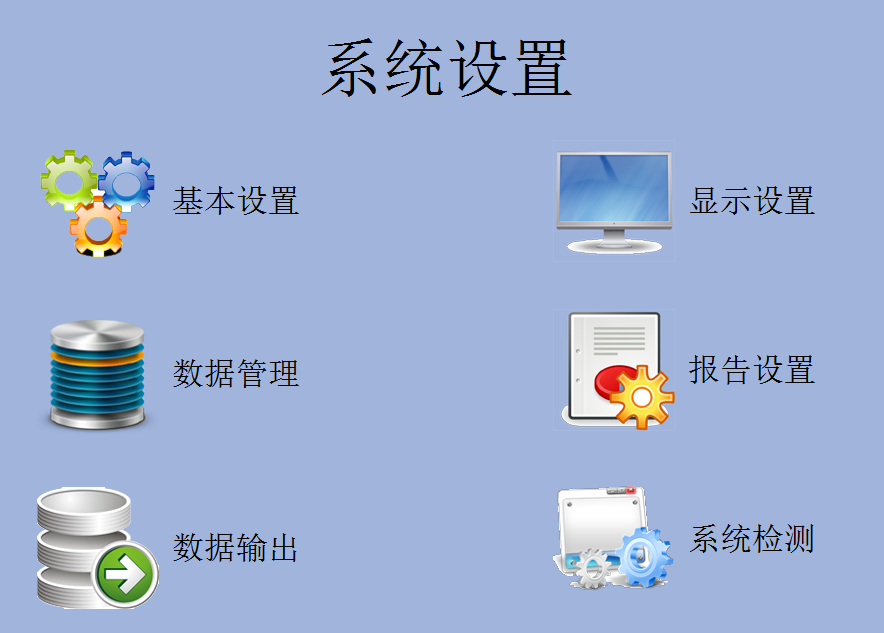 系统设置
基本设置
显示设置
数据管理
报告设置
数据输出
系统检测